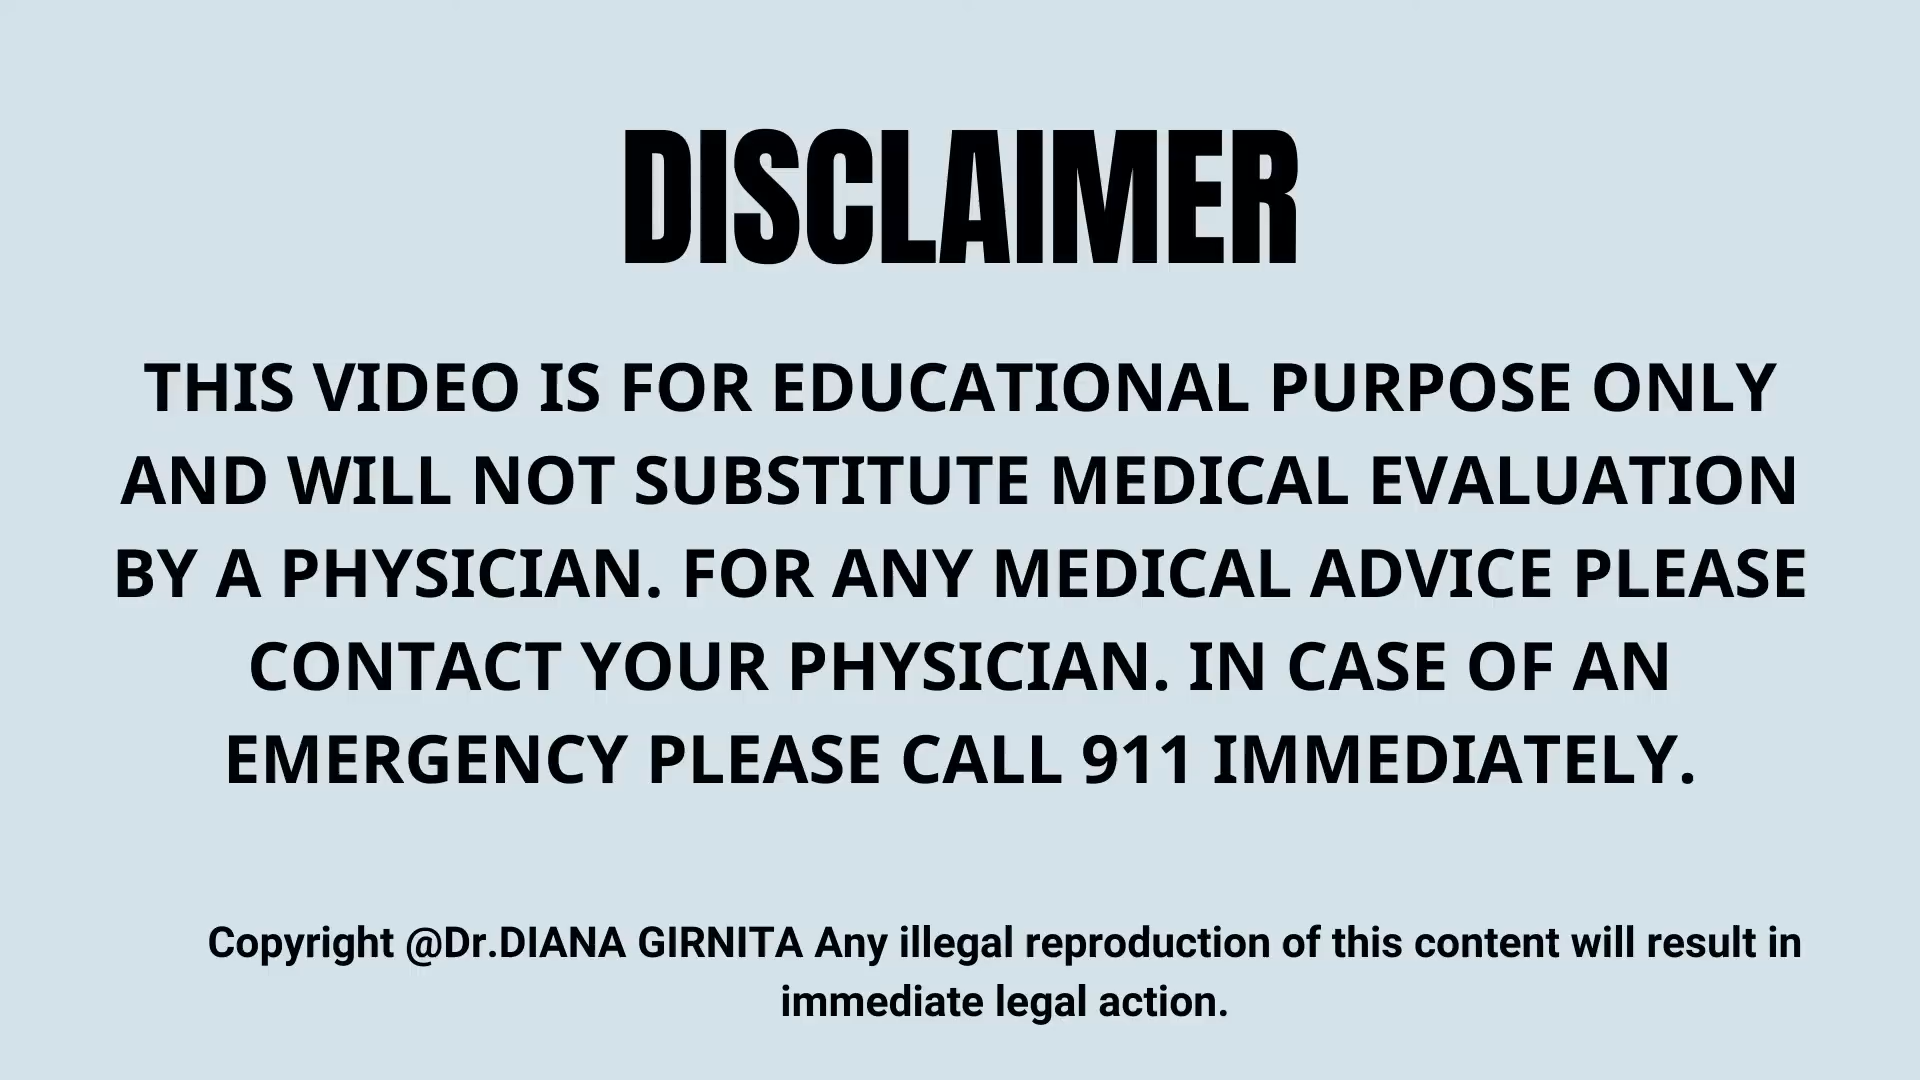 DISCLAIMER
THIS VIDEO IS FOR EDUCATIONAL PURPOSE ONLY
AND WILL NOT SUBSTITUTE MEDICAL EVALUATION
BY A PHYSICIAN. FOR ANY MEDICAL ADVICE PLEASE
CONTACT YOUR PHYSICIAN. IN CASE OF AN
EMERGENCY PLEASE CALL 911 IMMEDIATELY.
Copyright @Dr.DIANA GIRNITA Any illegal reproduction of this content will result in
immediate legal action.